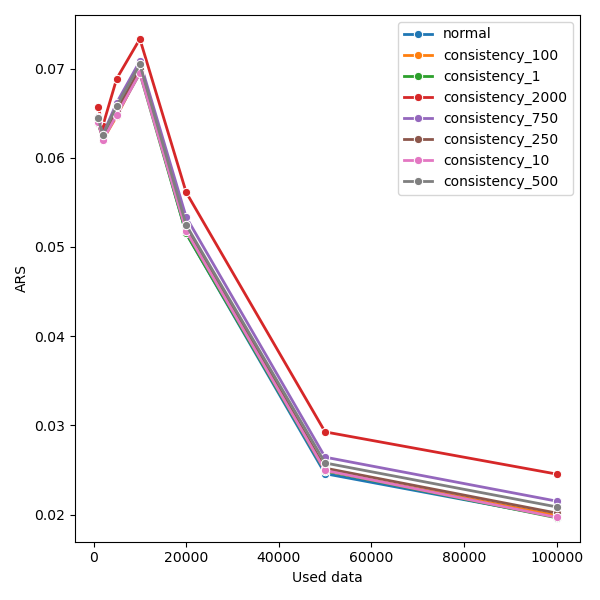 normal
consistency_100
consistency_1
consistency_2000
consistency_750
consistency_250
consistency_10
consistency_500
0.07
0.06
0.05
0.04
0.03
0.02
ARS
0 20000 40000 60000 80000 100000
Used data